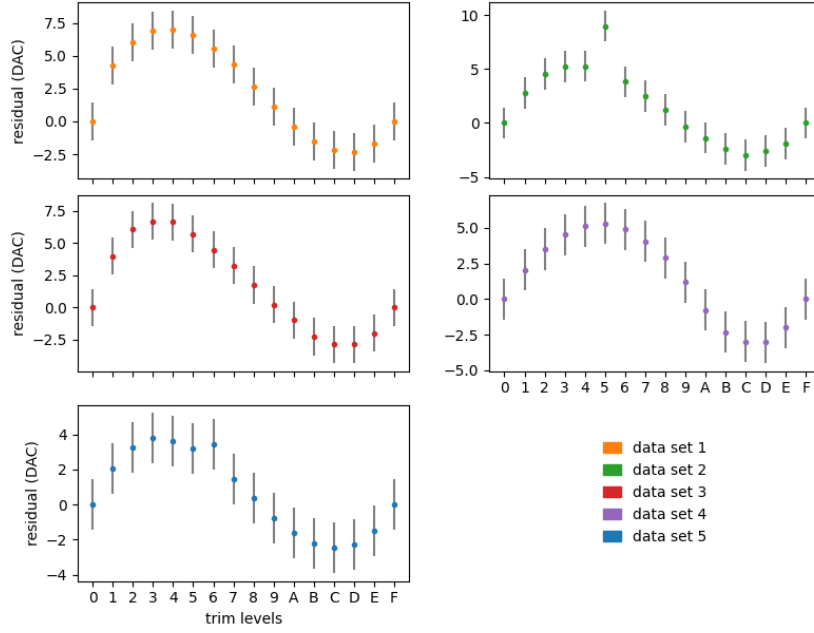 7.5
5.0
2.5
0.0
−2.5
residual (DAC)
10
5
0
−5
7.5
5.0
2.5
0.0
−2.5
residual (DAC)
5.0
2.5
0.0
−2.5
−5.0
0 1 2 3 4 5 6 7 8 9 A B C D E F
4
2
0
−2
−4
residual (DAC)
0 1 2 3 4 5 6 7 8 9 A B C D E F
trim levels
data set 1
data set 2
data set 3
data set 4
data set 5